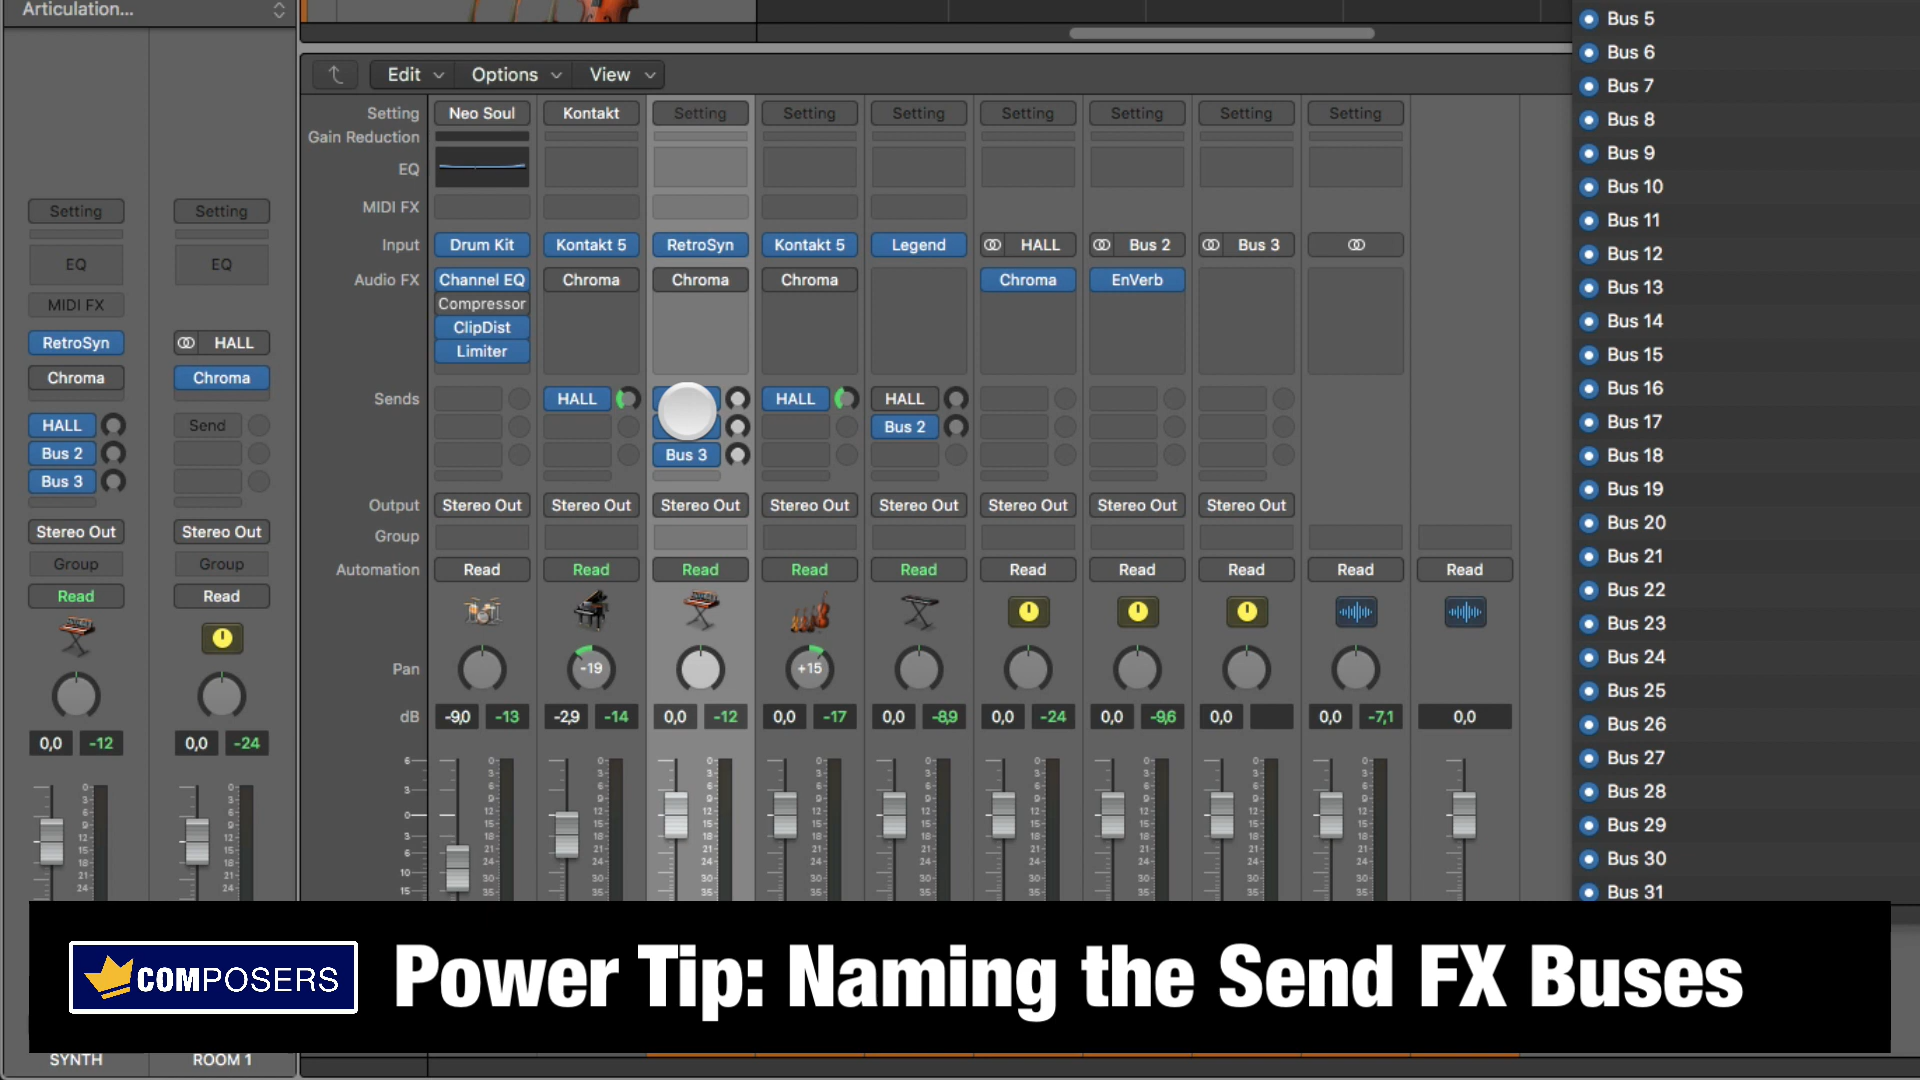 Articulation...
Edit Options View
Setting Neo Soul Kontakt Setting Setting Setting Setting Setting Setting Setting
Gain Reduction
EQ
MIDI FX
Input Drum Kit Kontakt 5 RetroSyn Kontakt 5 Legend HALL Bus 2 Bus 3
Audio FX Channel EQ Chroma Chroma Chroma Chroma EnVerb
Compressor
ClipDist
Limiter
Sends HALL HALL HALL
Bus 2
Bus 3
Output Stereo Out Stereo Out Stereo Out Stereo Out Stereo Out Stereo Out Stereo Out Stereo Out
Group
Automation Read Read Read Read Read Read Read Read Read Read
Pan -19 +15
dB -9,0 -13 -2,9 -14 0,0 -12 0,0 -17 0,0 -8,9 0,0 -24 0,0 -9,6 0,0 0,0 -7,1 0,0
Setting Setting
EQ EQ
MIDI FX
RetroSyn HALL
Chroma Chroma
HALL Send
Bus 2
Bus 3
Stereo Out Stereo Out
Group Group
Read Read
0,0 -12 0,0 -24
Bus 5
Bus 6
Bus 7
Bus 8
Bus 9
Bus 10
Bus 11
Bus 12
Bus 13
Bus 14
Bus 15
Bus 16
Bus 17
Bus 18
Bus 19
Bus 20
Bus 21
Bus 22
Bus 23
Bus 24
Bus 25
Bus 26
Bus 27
Bus 28
Bus 29
Bus 30
Bus 31
COMPOSERS
Power Tip: Naming the Send FX Buses
SYNTH ROOM 1